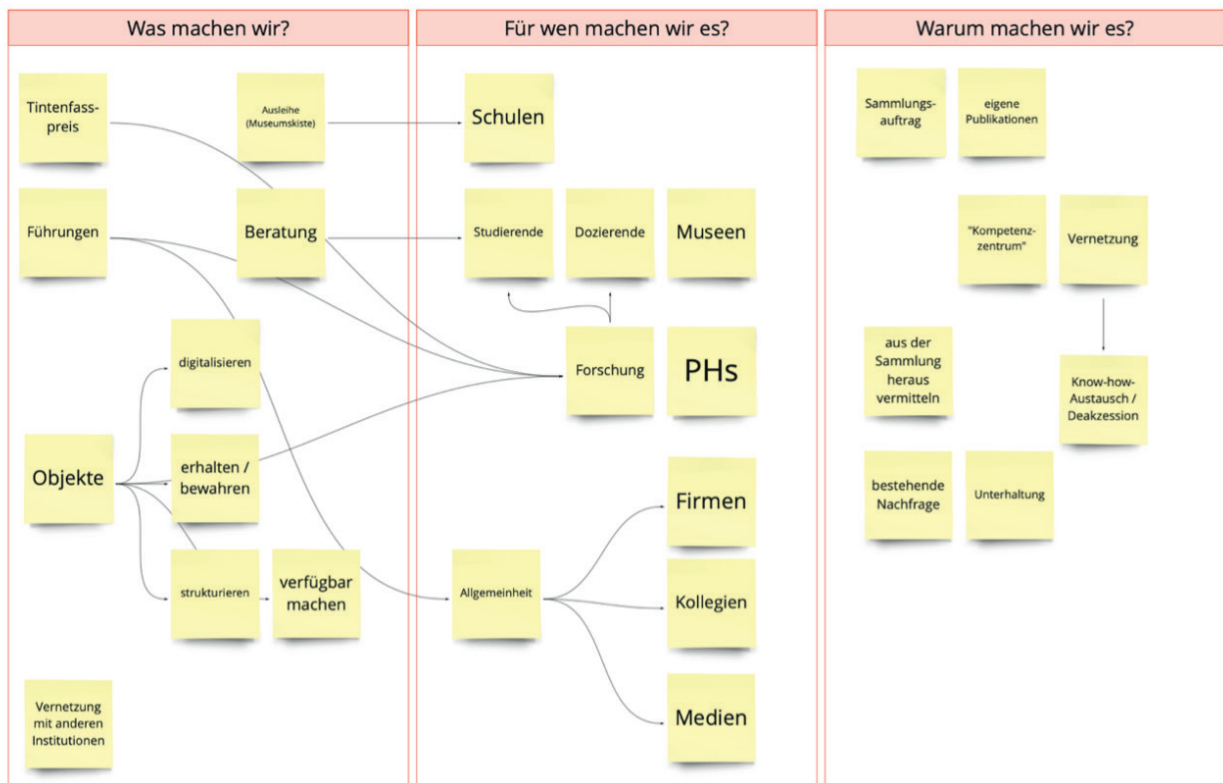 Was machen wir?
Tintenfass-
preis
Ausleihe
(Museumskiste)
Führungen
Beratung
digitalisieren
Objekte
erhalten /
bewahren
strukturieren
verfügbar
machen
Vernetzung
mit anderen
Institutionen
Für wen machen wir es?
Schulen
Studierende
Dozierende
Museen
Forschung
PHs
Firmen
Allgemeinheit
Kollegien
Medien
Warum machen wir es?
Sammlungs-
auftrag
eigene
Publikationen
"Kompetenz-
zentrum"
Vernetzung
aus der
Sammlung
heraus
vermitteln
Know-how-
Austausch /
Deakzession
bestehende
Nachfrage
Unterhaltung